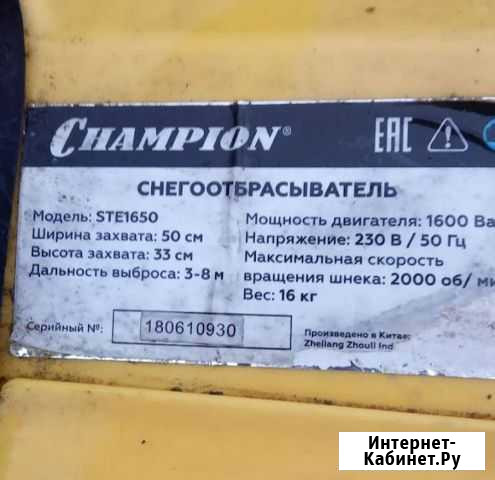 CHAMPION®
EAC
СНЕГООТБРАСЫВАТЕЛЬ
Модель: STE1650
Ширина захвата: 50 см
Высота захвата: 33 см
Дальность выброса: 3-8 м
Мощность двигателя: 1600 Ва
Напряжение: 230 В / 50 Гц
Максимальная скорость
вращения шнека: 2000 об/ ми
Вес: 16 кг
Серийный №: 180610930
Произведено в Китае:
Zhejiang Zhouli Ind
Интернет-
Кабинет.Ру